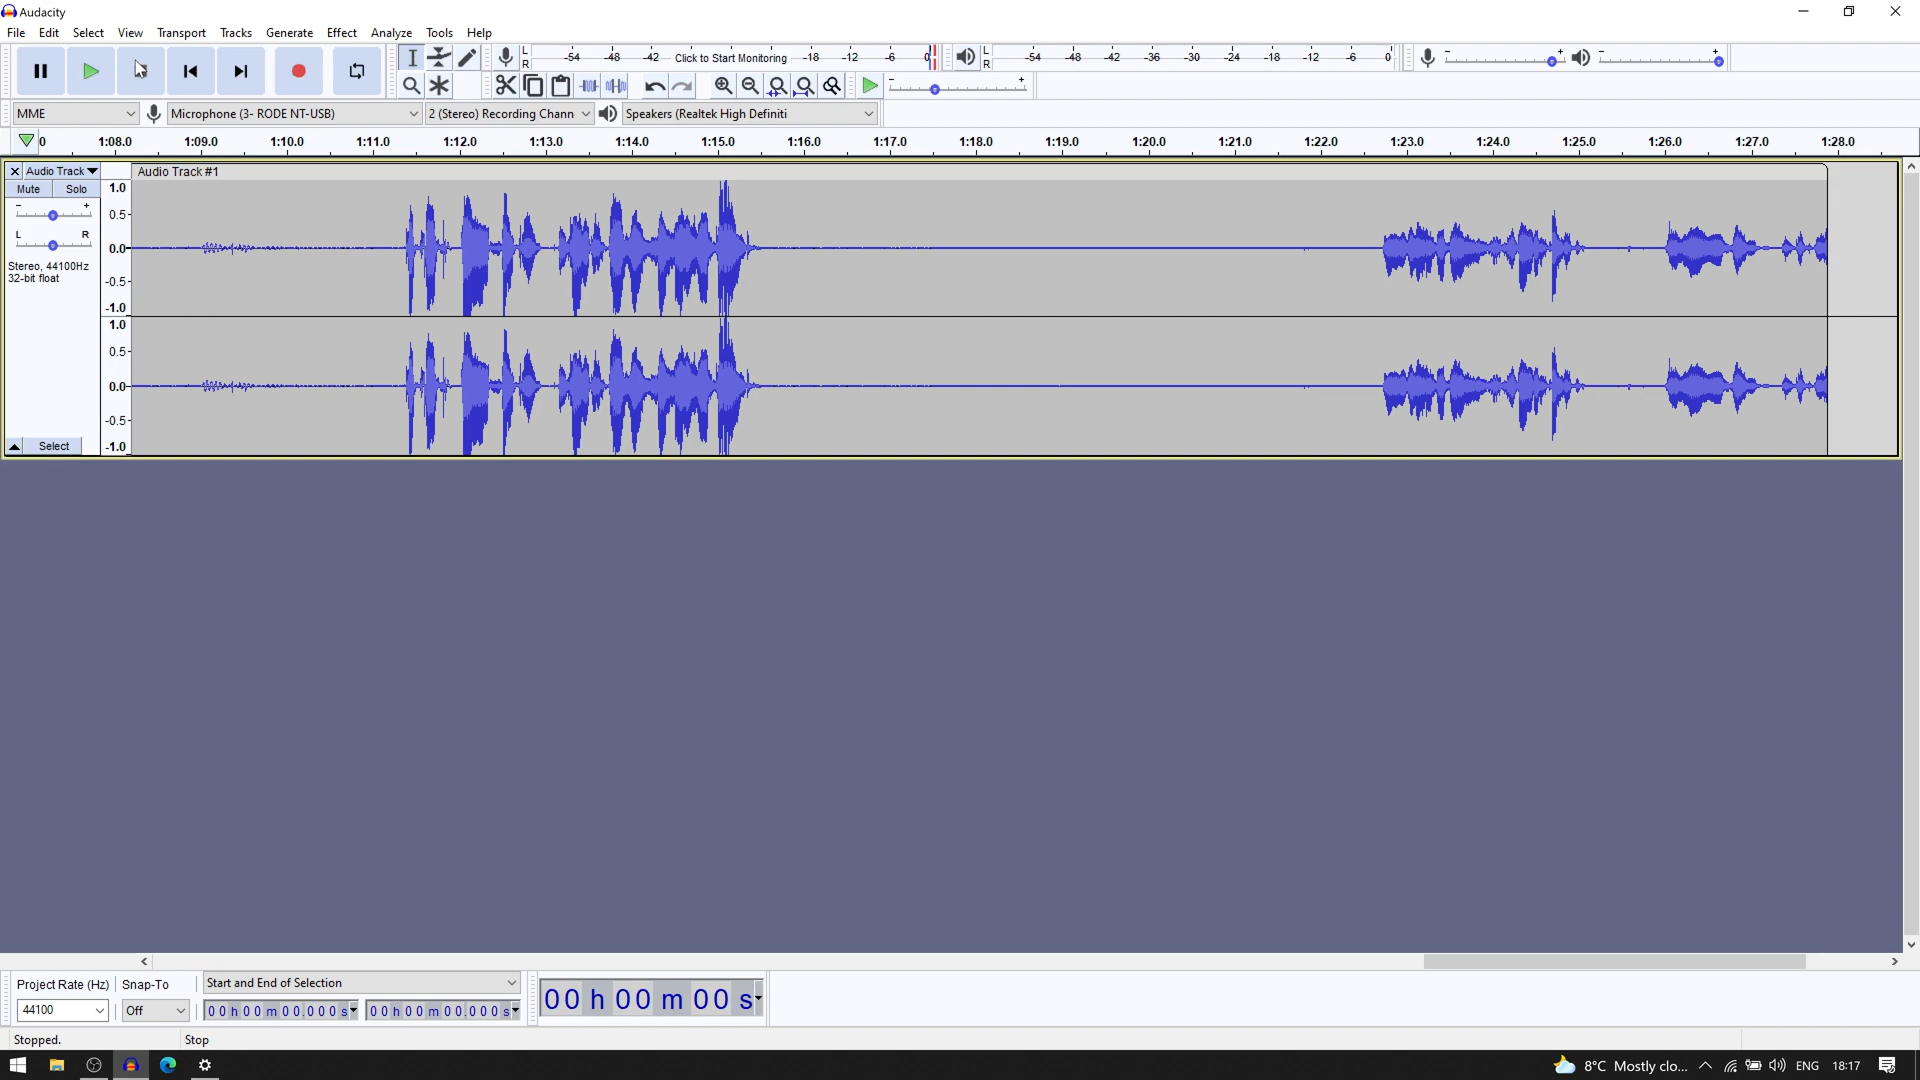 Audacity
File Edit Select View Transport Tracks Generate Effect Analyze Tools Help
L R -54 -48 -42 Click to Start Monitoring -18 -12 -6 0 L R -54 -48 -42 -36 -30 -24 -18 -12 -6 0 - + - +
- +
MME Microphone (3- RODE NT-USB) 2 (Stereo) Recording Chann Speakers (Realtek High Definiti
0 1:08.0 1:09.0 1:10.0 1:11.0 1:12.0 1:13.0 1:14.0 1:15.0 1:16.0 1:17.0 1:18.0 1:19.0 1:20.0 1:21.0 1:22.0 1:23.0 1:24.0 1:25.0 1:26.0 1:27.0 1:28.0
Audio Track Audio Track #1
Mute Solo 1.0
- + 0.5
L R 0.0
Stereo, 44100Hz
32-bit float -0.5
-1.0
1.0
0.5
0.0
-0.5
Select -1.0
Project Rate (Hz) Snap-To Start and End of Selection
44100 Off 00 h 00 m 00.000 s 00 h 00 m 00.000 s 00 h 00 m 00 s
Stopped. Stop
8°C Mostly clo... ENG 18:17